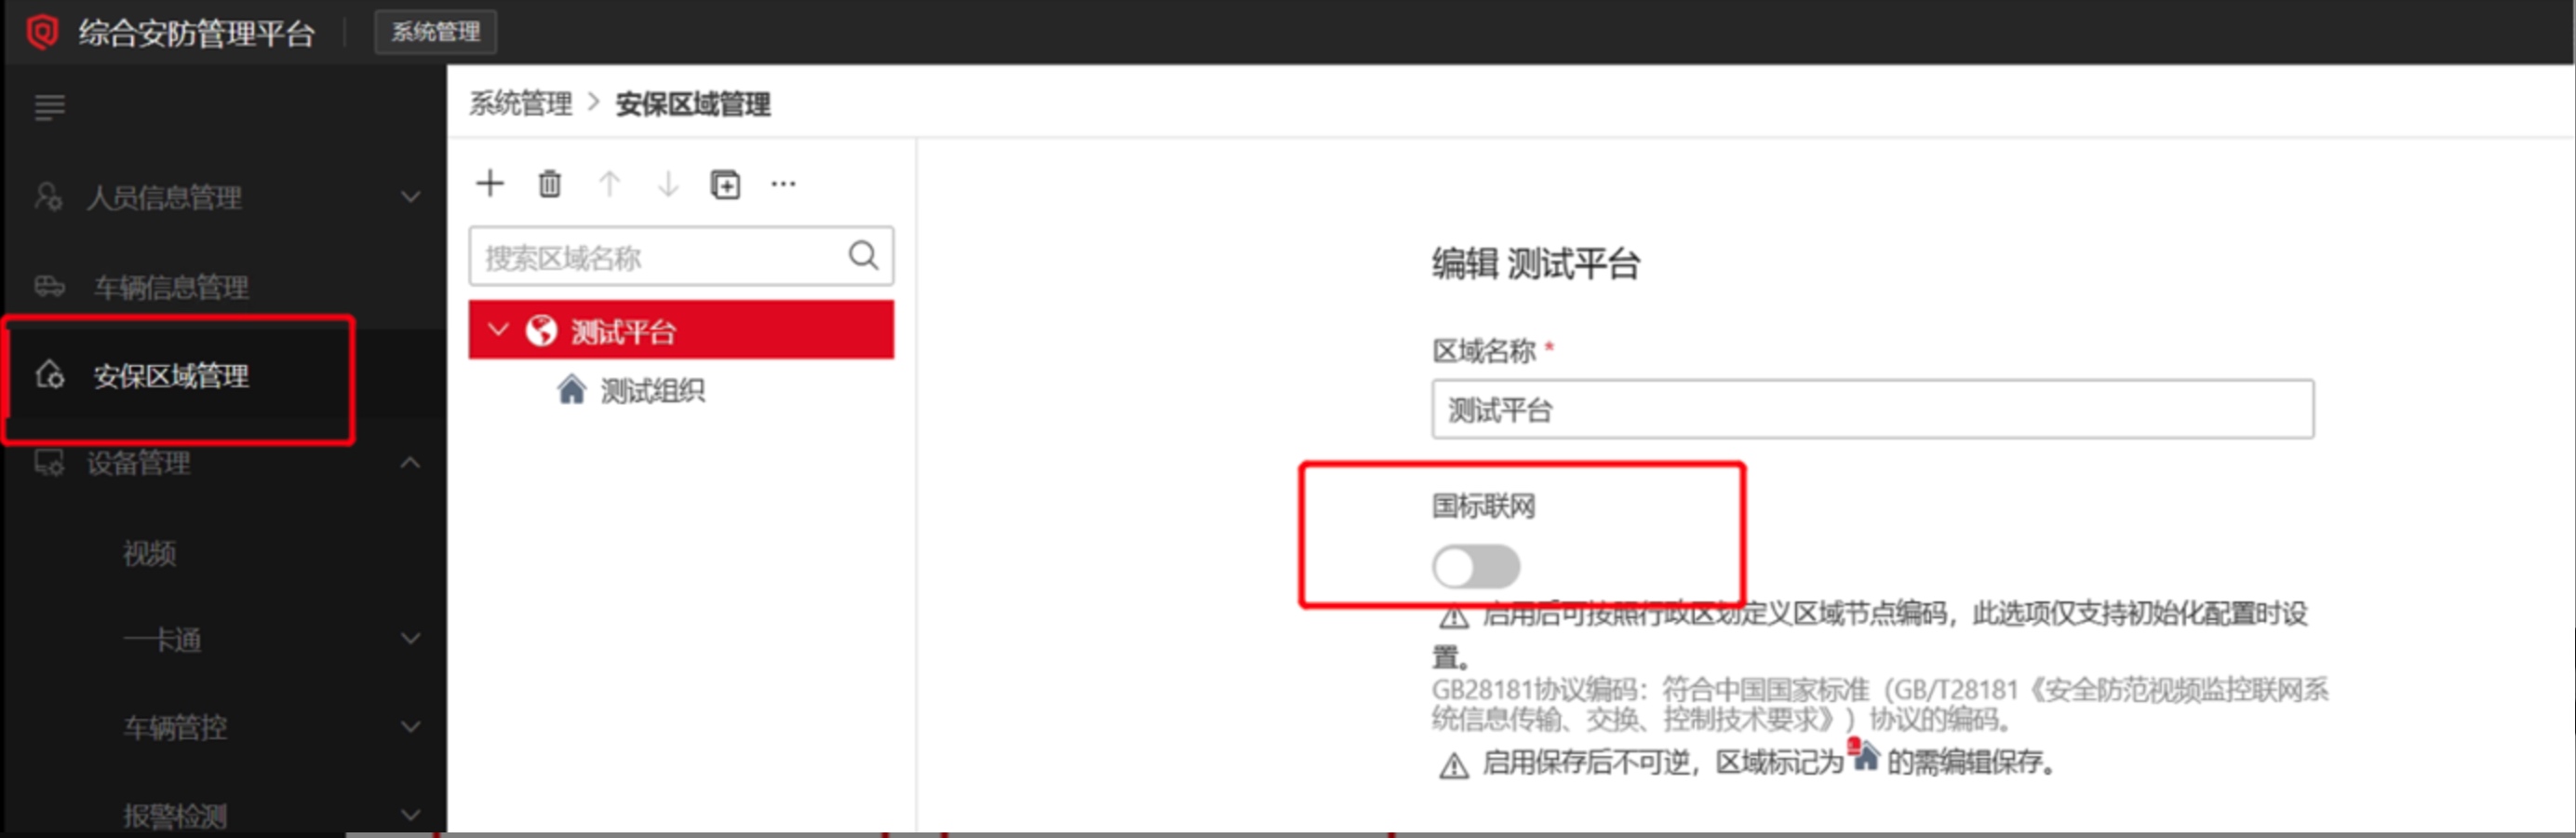 综合安防管理平台
系统管理
系统管理 > 安保区域管理
人员信息管理
车辆信息管理
安保区域管理
设备管理
视频
一卡通
车辆管控
报警检测
搜索区域名称
测试平台
测试组织
编辑 测试平台
区域名称 *
测试平台
国标联网
启用后可按照行政区划定义区域节点编码，此选项仅支持初始化配置时设
置。
GB28181协议编码：符合中国国家标准（GB/T28181《安全防范视频监控联网系
统信息传输、交换、控制技术要求》）协议的编码。
启用保存后不可逆，区域标记为 的需编辑保存。